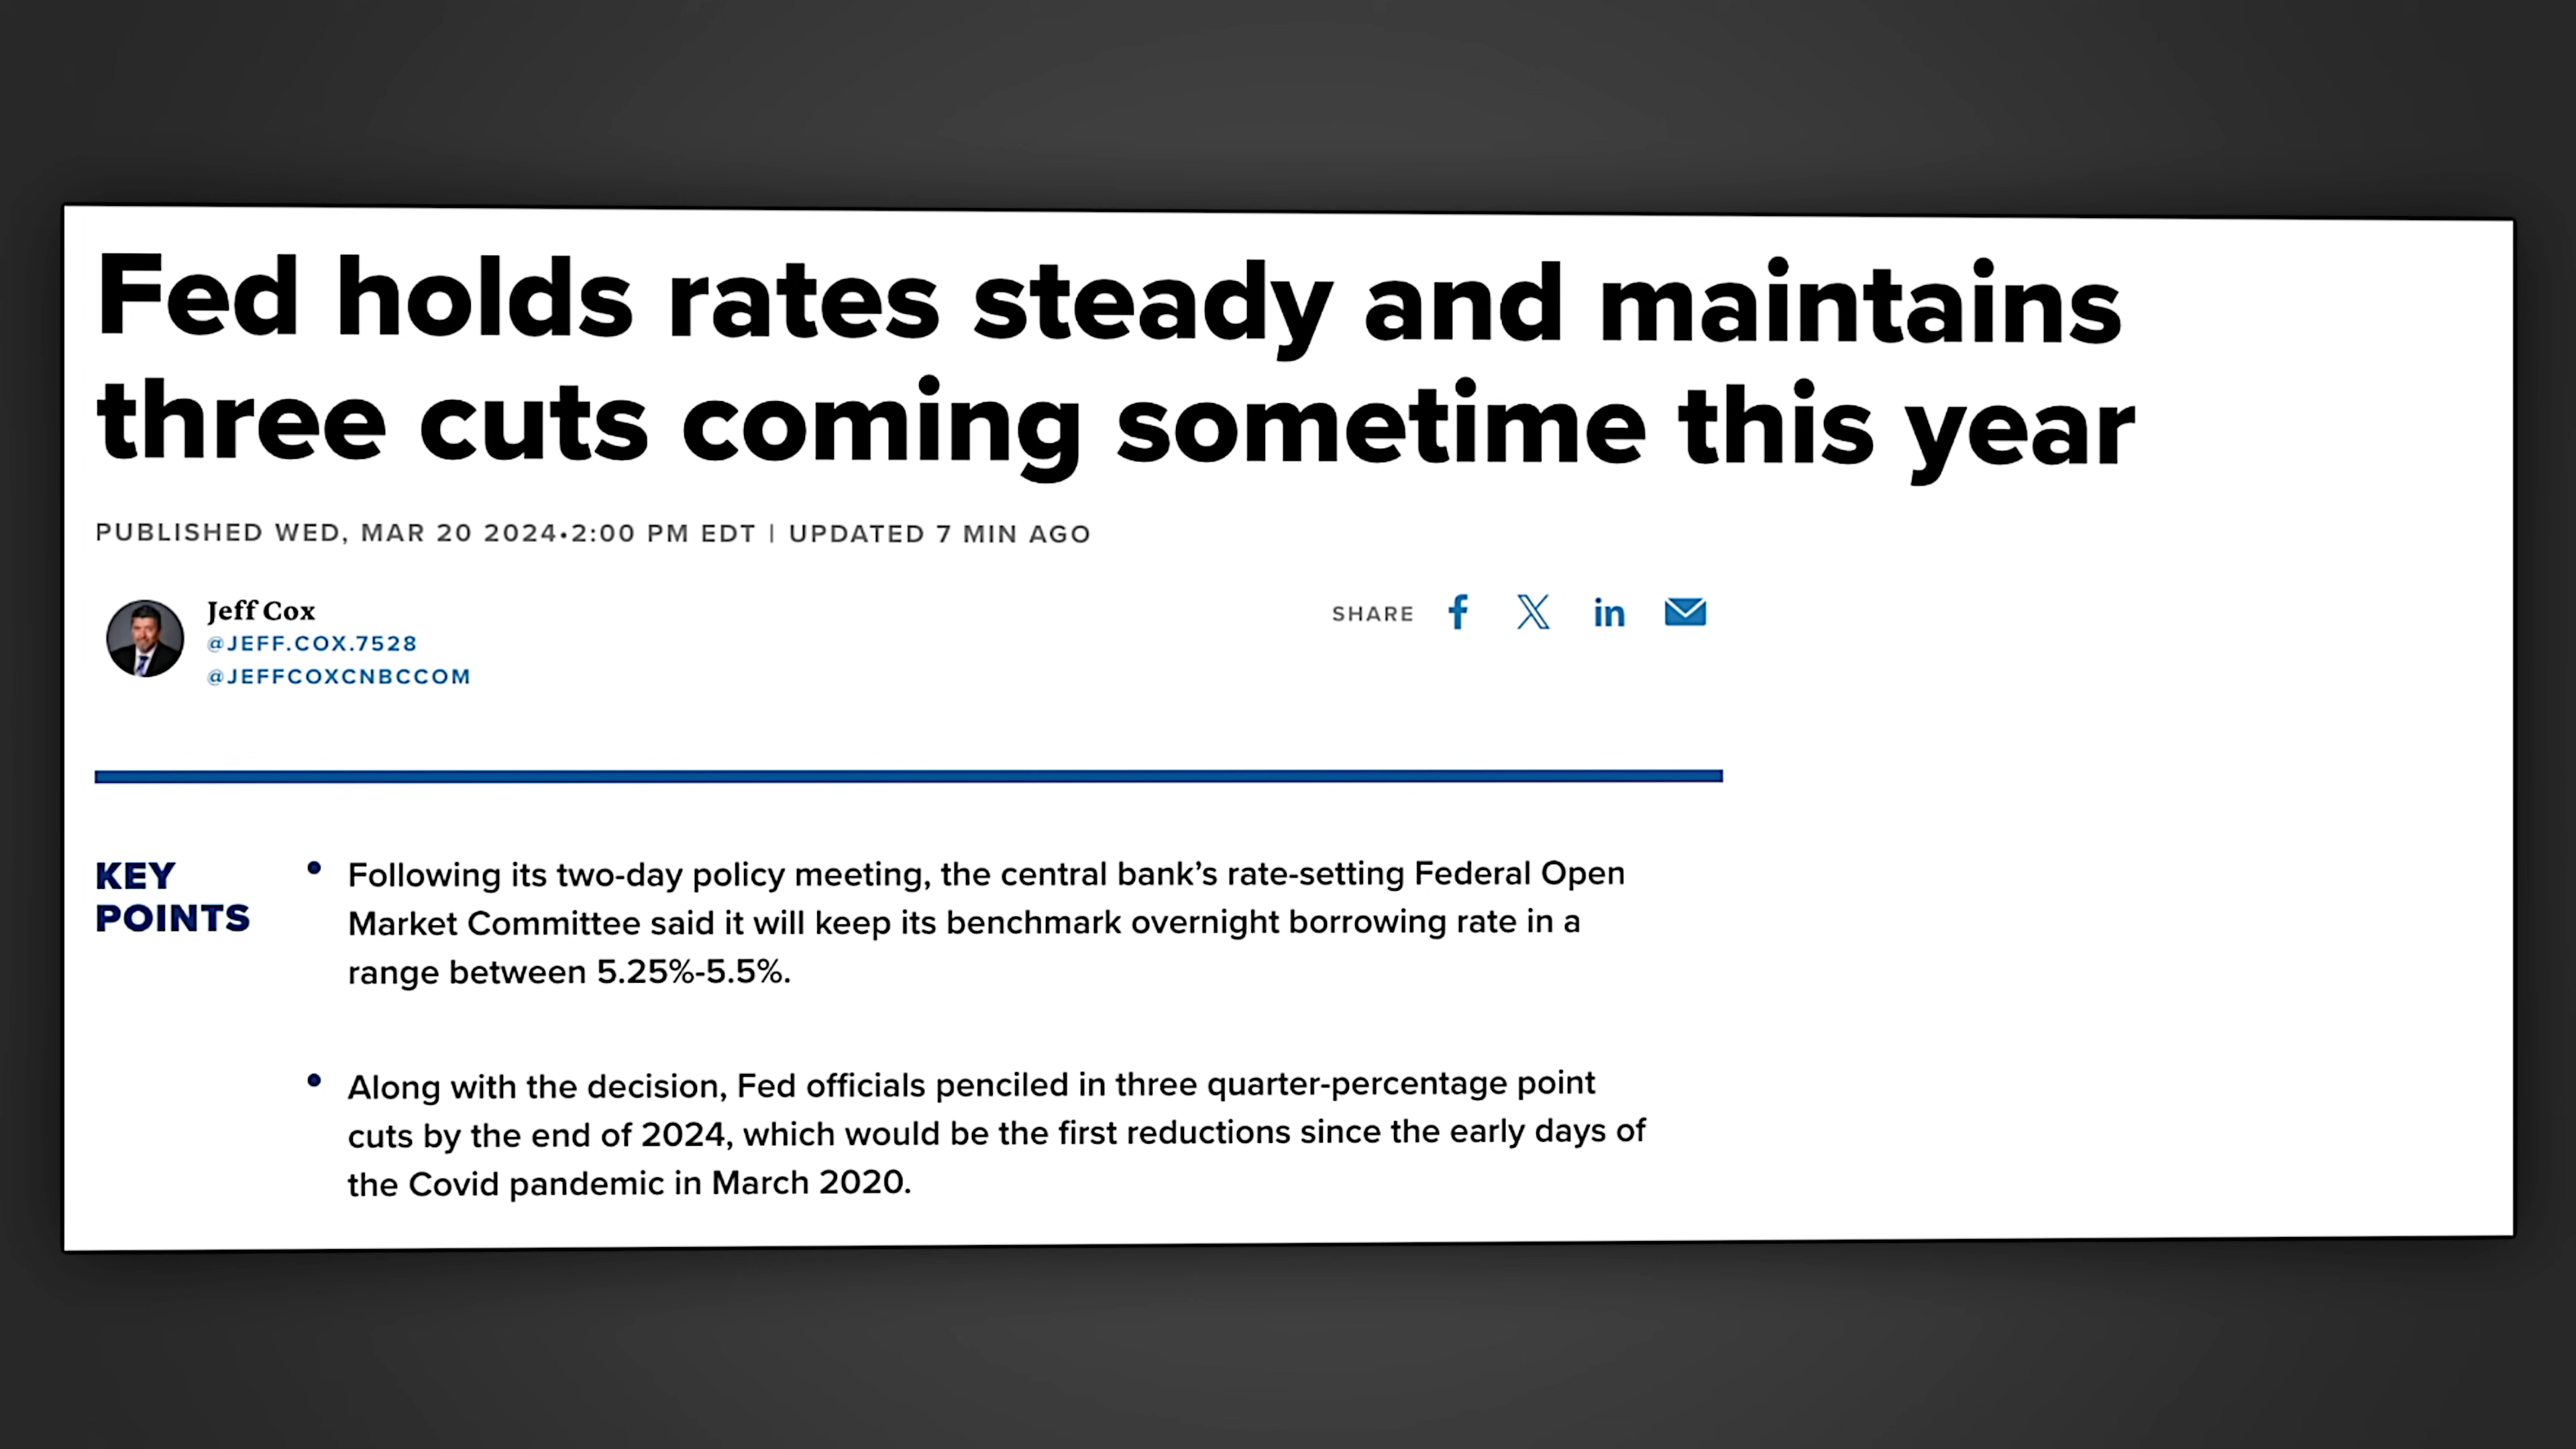 Fed holds rates steady and maintains
three cuts coming sometime this year
PUBLISHED WED, MAR 20 2024•2:00 PM EDT | UPDATED 7 MIN AGO
Jeff Cox
@JEFF.COX.7528
@JEFFCOXCNBCCOM
SHARE
KEY
POINTS
• Following its two-day policy meeting, the central bank’s rate-setting Federal Open
Market Committee said it will keep its benchmark overnight borrowing rate in a
range between 5.25%-5.5%.
• Along with the decision, Fed officials penciled in three quarter-percentage point
cuts by the end of 2024, which would be the first reductions since the early days of
the Covid pandemic in March 2020.